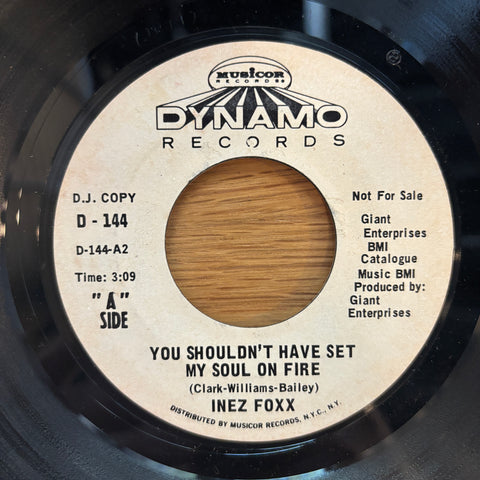 MUSICOR
RECORDS
DYNAMO
RECORDS
D.J. COPY
D - 144
D-144-A2
Time: 3:09
"A"
SIDE
Not For Sale
Giant
Enterprises
BMI
Catalogue
Music BMI
Produced by:
Giant
Enterprises
YOU SHOULDN'T HAVE SET
MY SOUL ON FIRE
(Clark-Williams-Bailey)
INEZ FOXX
DISTRIBUTED BY MUSICOR RECORDS, N.Y.C., N.Y.